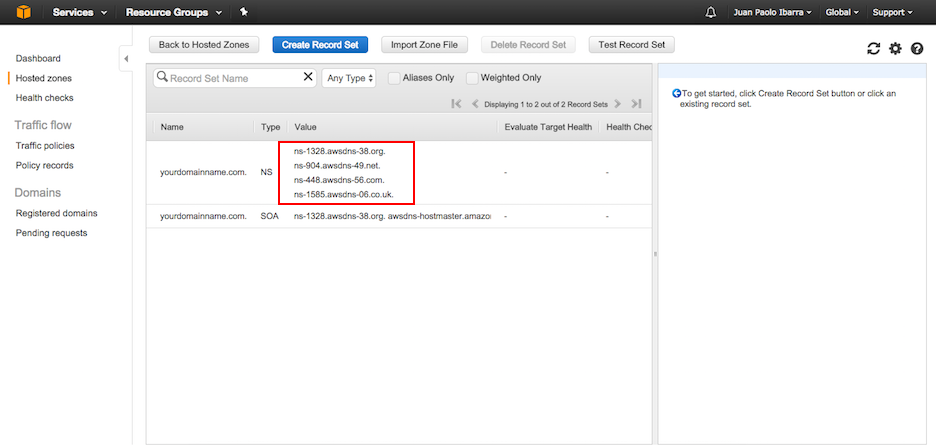 Services Resource Groups Juan Paolo Ibarra Global Support
Dashboard
Hosted zones
Health checks
Traffic flow
Traffic policies
Policy records
Domains
Registered domains
Pending requests
Back to Hosted Zones Create Record Set Import Zone File Delete Record Set Test Record Set
Record Set Name Any Type Aliases Only Weighted Only
Displaying 1 to 2 out of 2 Record Sets
Name Type Value Evaluate Target Health Health Chec
yourdomainname.com. NS
ns-1328.awsdns-38.org.
ns-904.awsdns-49.net.
ns-448.awsdns-56.com.
ns-1585.awsdns-06.co.uk.
- -
yourdomainname.com. SOA ns-1328.awsdns-38.org. awsdns-hostmaster.amazo - -
To get started, click Create Record Set button or click an
existing record set.